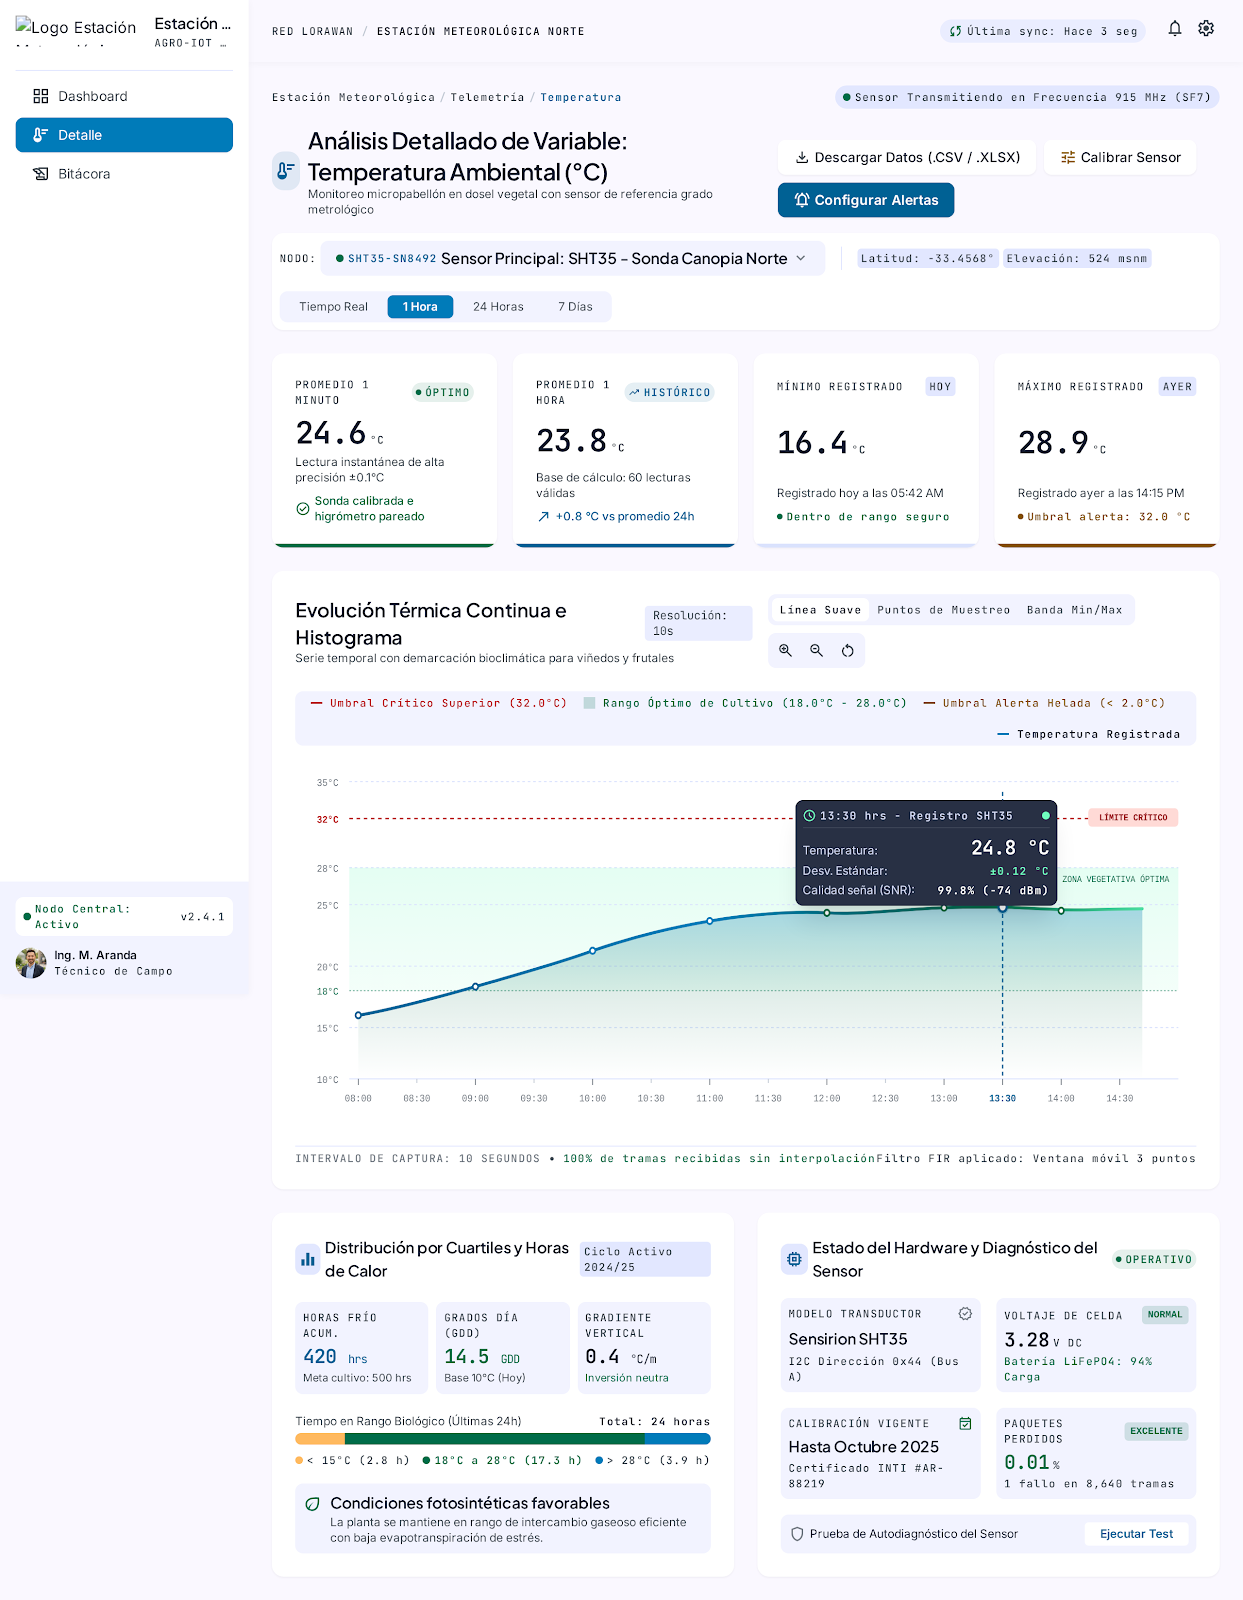 Logo Estación
Estación ...
AGRO-IOT ...
Dashboard
Detalle
Bitácora
Nodo Central:
Activo
v2.4.1
Ing. M. Aranda
Técnico de Campo
RED LORAWAN / ESTACIÓN METEOROLÓGICA NORTE
Última sync: Hace 3 seg
Estación Meteorológica / Telemetría / Temperatura
Sensor Transmitiendo en Frecuencia 915 MHz (SF7)
Análisis Detallado de Variable:
Temperatura Ambiental (°C)
Monitoreo micropabellón en dosel vegetal con sensor de referencia grado
metrológico
Descargar Datos (.CSV / .XLSX)
Calibrar Sensor
Configurar Alertas
NODO:
SHT35-SN8492 Sensor Principal: SHT35 – Sonda Canopia Norte
Latitud: -33.4568°
Elevación: 524 msnm
Tiempo Real
1 Hora
24 Horas
7 Días
PROMEDIO 1
MINUTO
ÓPTIMO
24.6 °C
Lectura instantánea de alta
precisión ±0.1°C
Sonda calibrada e
higrómetro pareado
PROMEDIO 1
HORA
HISTÓRICO
23.8 °C
Base de cálculo: 60 lecturas
válidas
+0.8 °C vs promedio 24h
MÍNIMO REGISTRADO
HOY
16.4 °C
Registrado hoy a las 05:42 AM
Dentro de rango seguro
MÁXIMO REGISTRADO
AYER
28.9 °C
Registrado ayer a las 14:15 PM
Umbral alerta: 32.0 °C
Evolución Térmica Continua e
Histograma
Resolución:
10s
Serie temporal con demarcación bioclimática para viñedos y frutales
Línea Suave
Puntos de Muestreo
Banda Min/Max
Umbral Crítico Superior (32.0°C)
Rango Óptimo de Cultivo (18.0°C - 28.0°C)
Umbral Alerta Helada (< 2.0°C)
Temperatura Registrada
35°C
32°C
28°C
25°C
20°C
18°C
15°C
10°C
LÍMITE CRÍTICO
ZONA VEGETATIVA ÓPTIMA
13:30 hrs - Registro SHT35
Temperatura: 24.8 °C
Desv. Estándar: ±0.12 °C
Calidad señal (SNR): 99.8% (-74 dBm)
08:00 08:30 09:00 09:30 10:00 10:30 11:00 11:30 12:00 12:30 13:00 13:30 14:00 14:30
INTERVALO DE CAPTURA: 10 SEGUNDOS • 100% de tramas recibidas sin interpolación
Filtro FIR aplicado: Ventana móvil 3 puntos
Distribución por Cuartiles y Horas
de Calor
Ciclo Activo
2024/25
HORAS FRÍO
ACUM.
420 hrs
Meta cultivo: 500 hrs
GRADOS DÍA
(GDD)
14.5 GDD
Base 10°C (Hoy)
GRADIENTE
VERTICAL
0.4 °C/m
Inversión neutra
Tiempo en Rango Biológico (Últimas 24h)
Total: 24 horas
< 15°C (2.8 h)
18°C a 28°C (17.3 h)
> 28°C (3.9 h)
Condiciones fotosintéticas favorables
La planta se mantiene en rango de intercambio gaseoso eficiente
con baja evapotranspiración de estrés.
Estado del Hardware y Diagnóstico del
Sensor
OPERATIVO
MODELO TRANSDUCTOR
Sensirion SHT35
I2C Dirección 0x44 (Bus
A)
VOLTAJE DE CELDA
NORMAL
3.28 V DC
Batería LiFePO4: 94%
Carga
CALIBRACIÓN VIGENTE
Hasta Octubre 2025
Certificado INTI #AR-
88219
PAQUETES
PERDIDOS
EXCELENTE
0.01 %
1 fallo en 8,640 tramas
Prueba de Autodiagnóstico del Sensor
Ejecutar Test